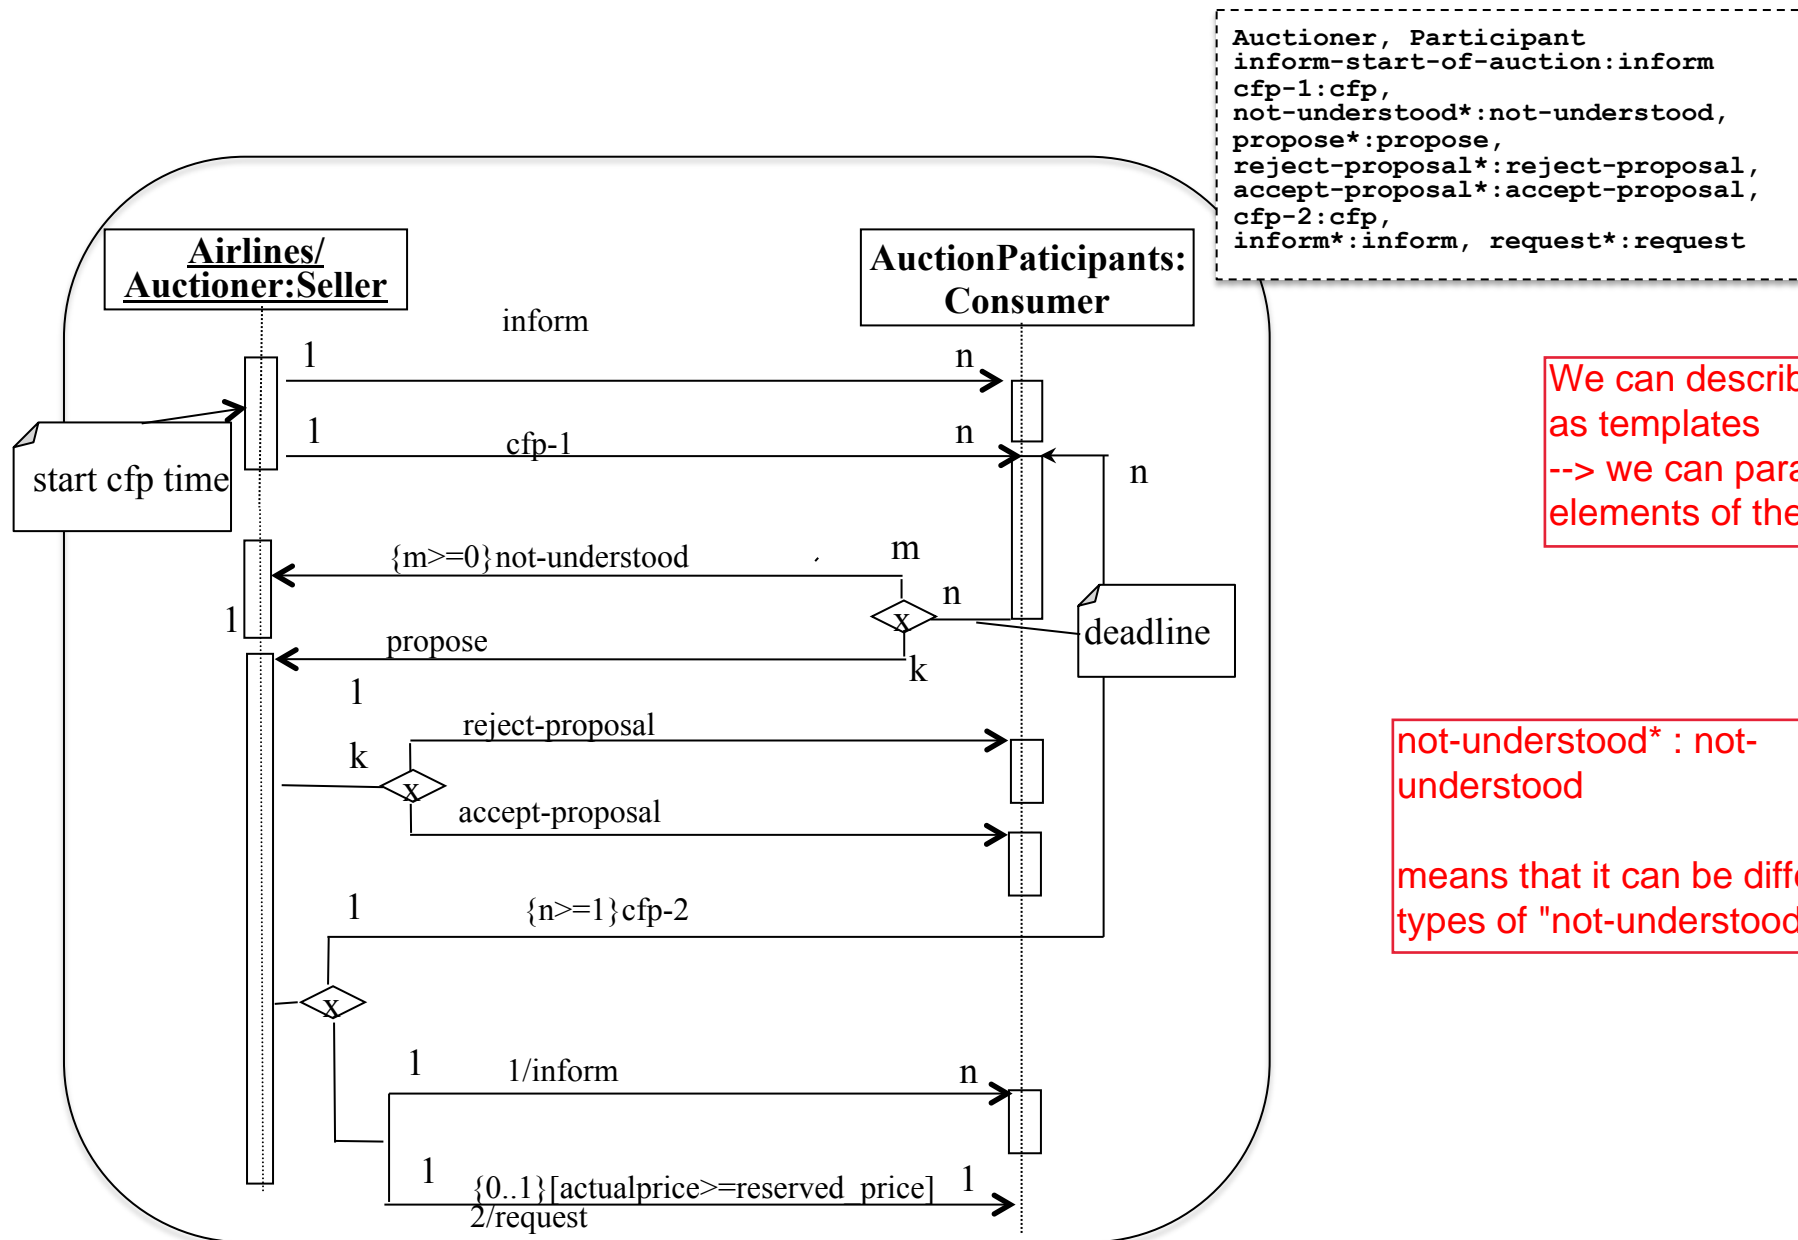 Auctioner, Participant
inform-start-of-auction:inform
cfp-1:cfp,
not-understood*:not-understood,
propose*:propose,
reject-proposal*:reject-proposal,
accept-proposal*:accept-proposal,
cfp-2:cfp,
inform*:inform, request*:request
Airlines/
Auctioner:Seller
AuctionPaticipants:
Consumer
inform
1
n
start cfp time
1
cfp-1
n
n
{m>=0}not-understood
m
1
n
x
deadline
propose
k
1
reject-proposal
k
x
accept-proposal
1
{n>=1}cfp-2
x
1
1/inform
n
1
{0..1}[actualprice>=reserved_price]
1
2/request
We can
as templates
--> we can
elements of the
not-understood* : not-
understood
means that it can be
types of "not-understood